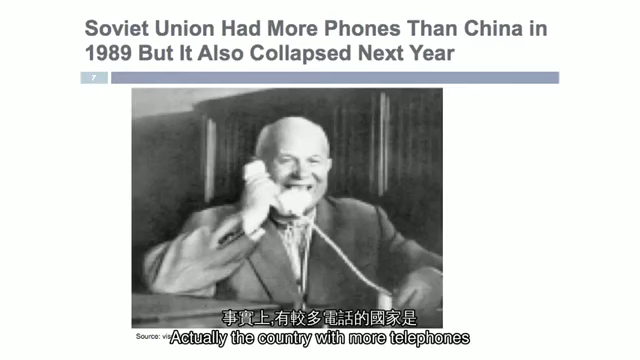 Soviet Union Had More Phones Than China in
1989 But It Also Collapsed Next Year
7
事實上,有較多電話的國家是
Source:
Actually the country with more telephones